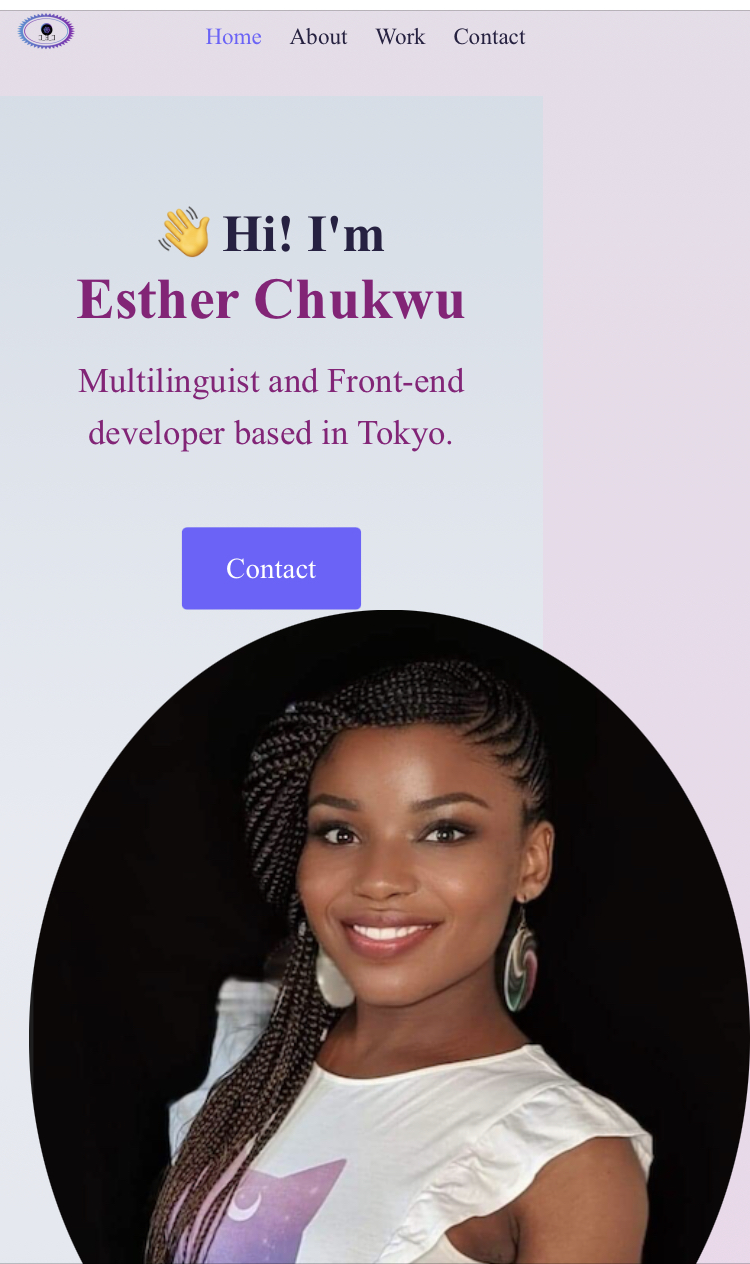 Home About Work Contact
👋 Hi! I'm
Esther Chukwu
Multilinguist and Front-end
developer based in Tokyo.
Contact